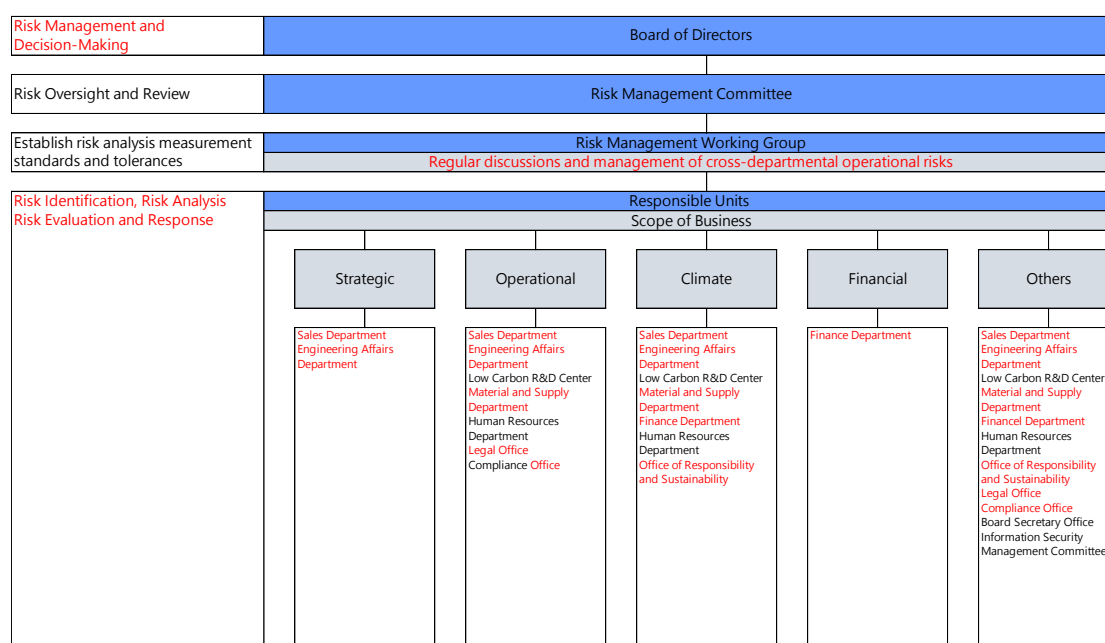 Risk Management and
Decision-Making
Board of Directors
Risk Oversight and Review
Risk Management Committee
Establish risk analysis measurement
standards and tolerances
Risk Management Working Group
Regular discussions and management of cross-departmental operational risks
Risk Identification, Risk Analysis
Risk Evaluation and Response
Responsible Units
Scope of Business
Strategic
Operational
Climate
Financial
Others
Sales Department
Engineering Affairs
Department
Sales Department
Engineering Affairs
Department
Low Carbon R&D Center
Material and Supply
Department
Human Resources
Department
Legal Office
Compliance Office
Sales Department
Engineering Affairs
Department
Low Carbon R&D Center
Material and Supply
Department
Finance Department
Human Resources
Department
Office of Responsibility
and Sustainability
Finance Department
Sales Department
Engineering Affairs
Department
Low Carbon R&D Center
Material and Supply
Department
Financel Department
Human Resources
Department
Office of Responsibility
and Sustainability
Legal Office
Compliance Office
Board Secretary Office
Information Security
Management Committee